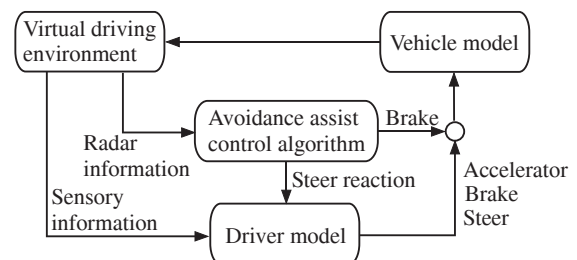 Virtual driving
environment
Vehicle model
Avoidance assist
control algorithm
Brake
Radar
information
Steer reaction
Accelerator
Brake
Steer
Sensory
information
Driver model